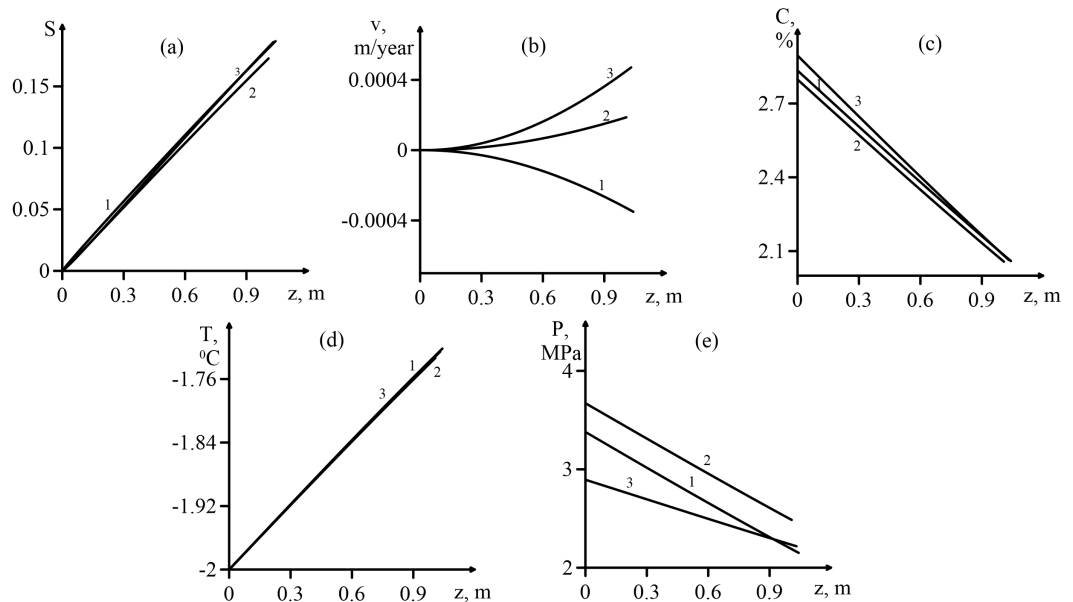 S
(a)
0.15
0.1
0.05
0
1
3
2
0
0.3
0.6
0.9
z, m
v,
m/year
(b)
0.0004
0
-0.0004
3
2
1
0
0.3
0.6
0.9
z, m
C,
%
(c)
2.7
2.4
2.1
1
3
2
0
0.3
0.6
0.9
z, m
T,
⁰C
(d)
-1.76
-1.84
-1.92
-2
3
1
2
0
0.3
0.6
0.9
z, m
P,
MPa
(e)
4
3
2
2
1
3
0
0.3
0.6
0.9
z, m